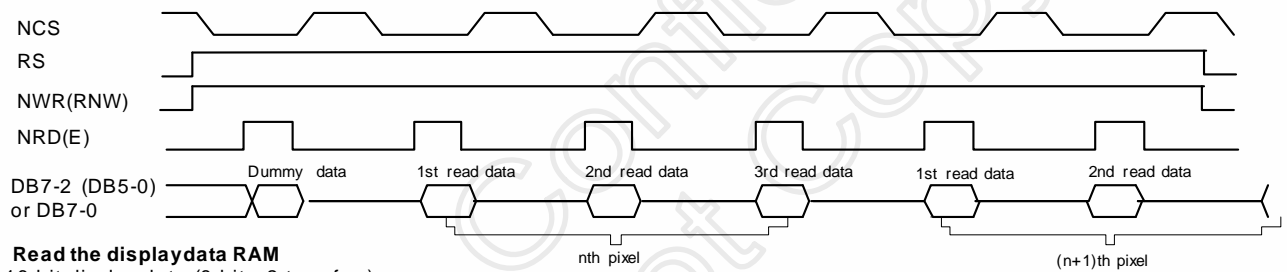 NCS
RS
NWR(RNW)
NRD(E)
Dummy data
1st read data
2nd read data
3rd read data
1st read data
2nd read data
DB7-2 (DB5-0)
or DB7-0
nth pixel
(n+1)th pixel
Read the displaydata RAM